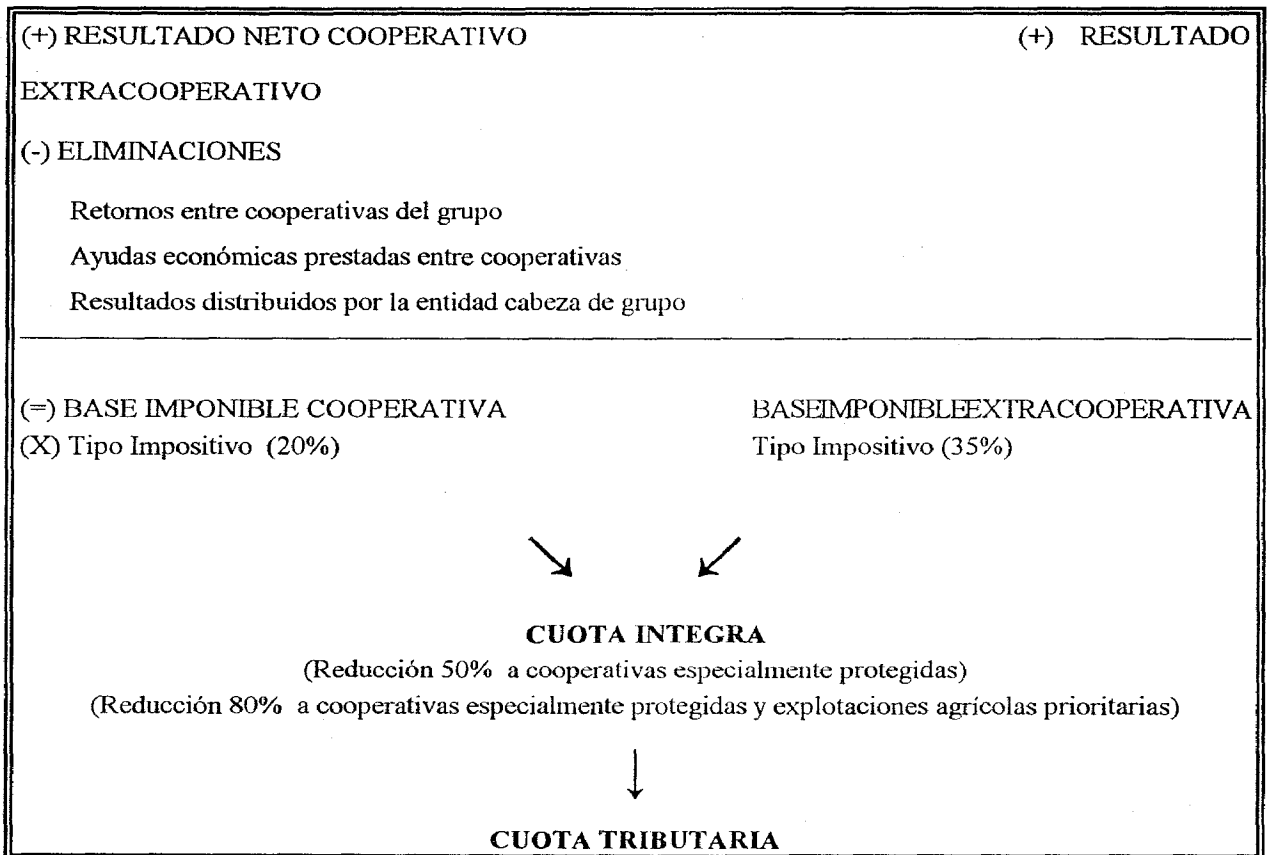 (+) RESULTADO NETO COOPERATIVO (+) RESULTADO
EXTRACOOPERATIVO
(-) ELIMINACIONES
Retornos entre cooperativas del grupo
Ayudas económicas prestadas entre cooperativas
Resultados distribuidos por la entidad cabeza de grupo
(=) BASE IMPONIBLE COOPERATIVA BASEIMPONIBLEEXTRACOOPERATIVA
(X) Tipo Impositivo (20%) Tipo Impositivo (35%)
CUOTA INTEGRA
(Reducción 50% a cooperativas especialmente protegidas)
(Reducción 80% a cooperativas especialmente protegidas y explotaciones agrícolas prioritarias)
CUOTA TRIBUTARIA